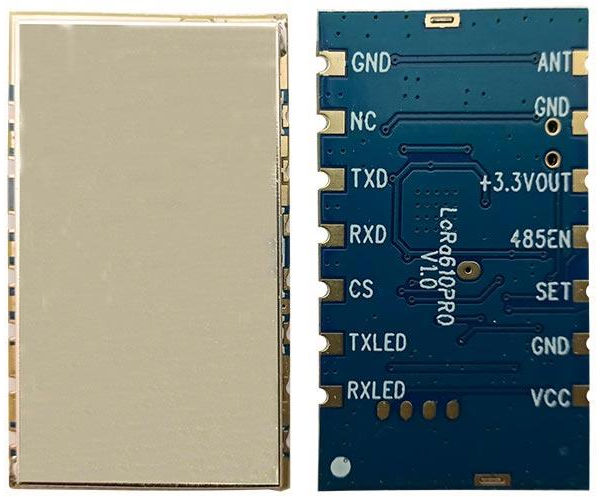 GND ANT
NC GND
TXD +3.3VOUT
RXD 485EN
LoRa610PRO
V1.0
CS SET
TXLED GND
RXLED VCC